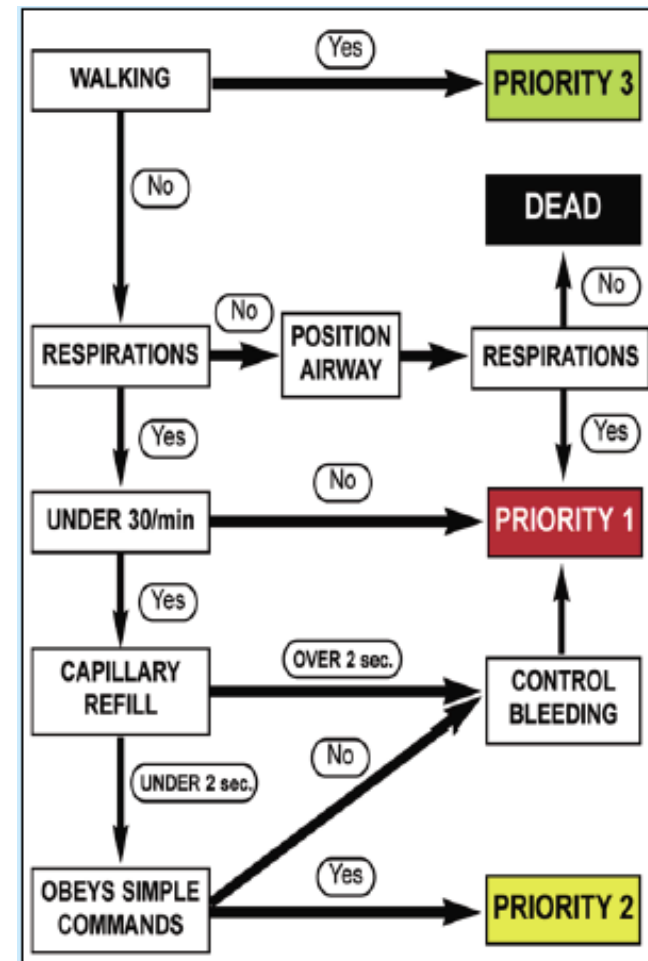 Yes
WALKING
PRIORITY 3
No
DEAD
No
No
RESPIRATIONS
POSITION
AIRWAY
RESPIRATIONS
Yes
Yes
No
UNDER 30/min
PRIORITY 1
Yes
OVER 2 sec.
CAPILLARY
REFILL
CONTROL
BLEEDING
No
UNDER 2 sec.
Yes
OBEYS SIMPLE
COMMANDS
PRIORITY 2